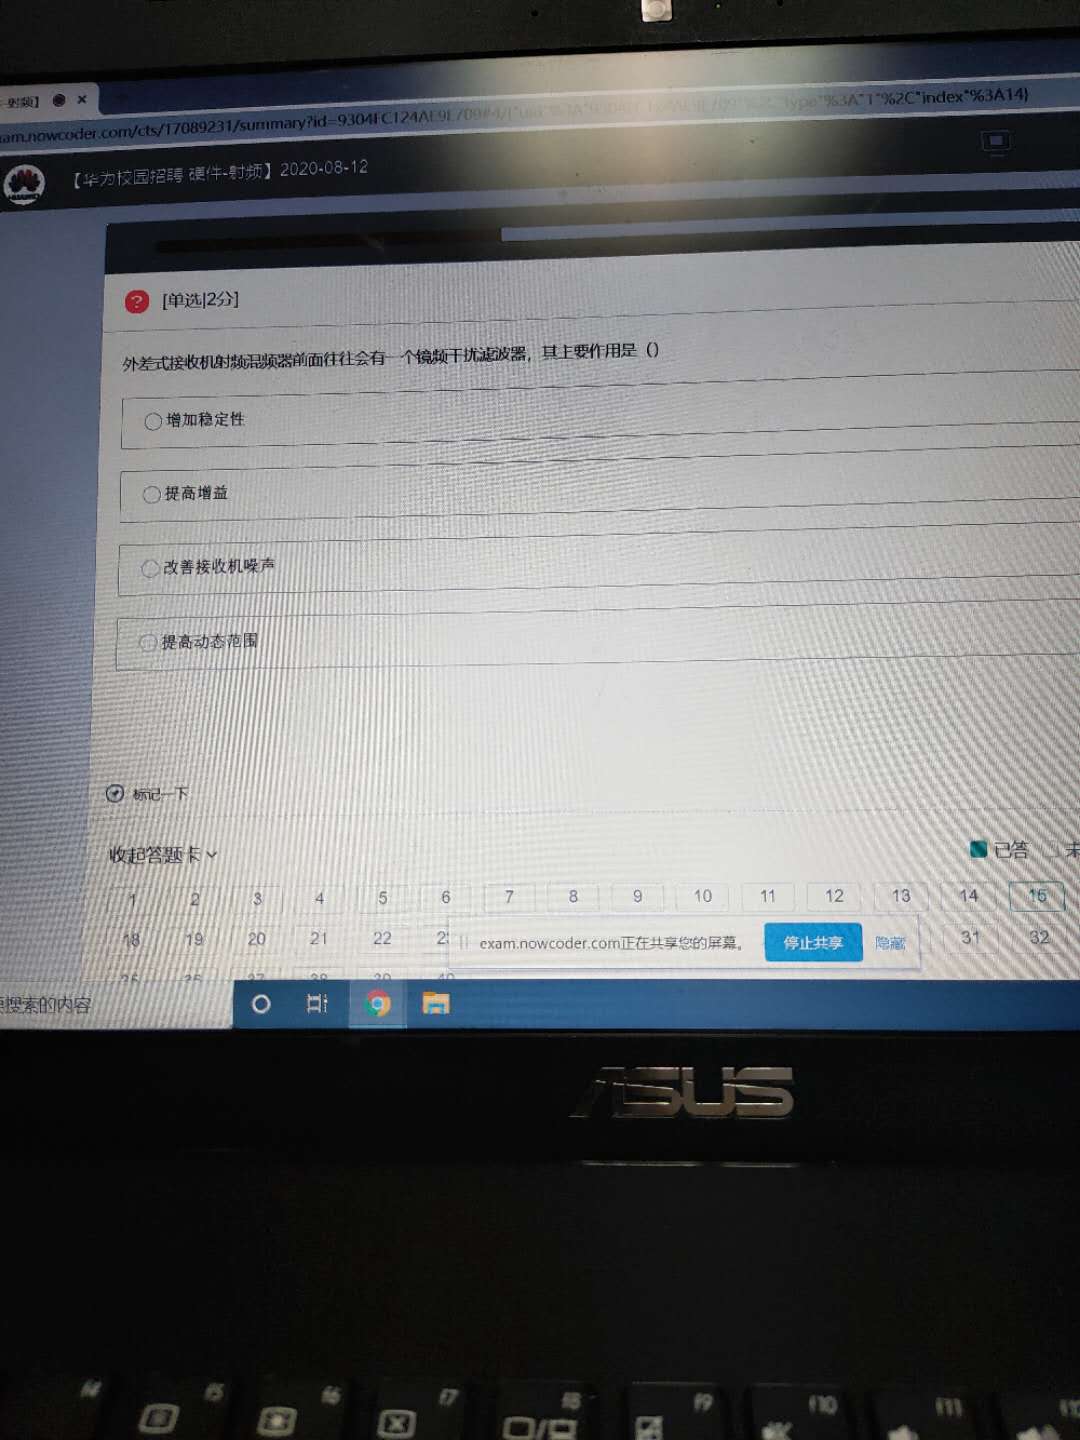 -射频】
am.nowcoder.com/cts/17089231/summary?id=9304FC124AE9E709#4/{"
type"%3A"1"%2C"index"%3A14}
【华为校园招聘 硬件-射频】2020-08-12
? [单选|2分]
外差式接收机射频混频器前面往往会有一个镜频干扰滤波器，其主要作用是（）
增加稳定性
提高增益
改善接收机噪声
提高动态范围
标记一下
收起答题卡
已答 未
1 2 3 4 5 6 7 8 9 10 11 12 13 14 15
18 19 20 21 22 31 32
exam.nowcoder.com正在共享您的屏幕。 停止共享 隐藏
搜索的内容
ASUS
f4 f5 f6 f7 f8 f9 f10 f11